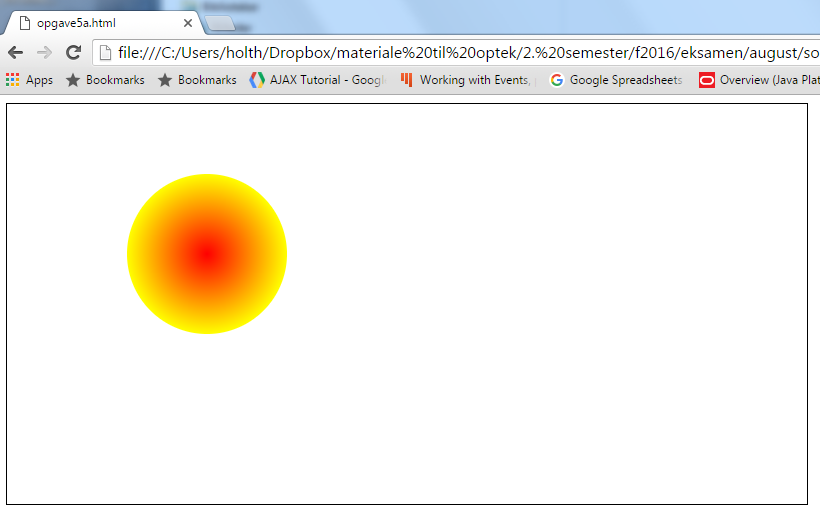 opgave5a.html
file:///C:/Users/holth/Dropbox/materiale%20til%20optek/2.%20semester/f2016/eksamen/august/so
Apps Bookmarks Bookmarks AJAX Tutorial - Googl Working with Events, Google Spreadsheets Overview (Java Plat